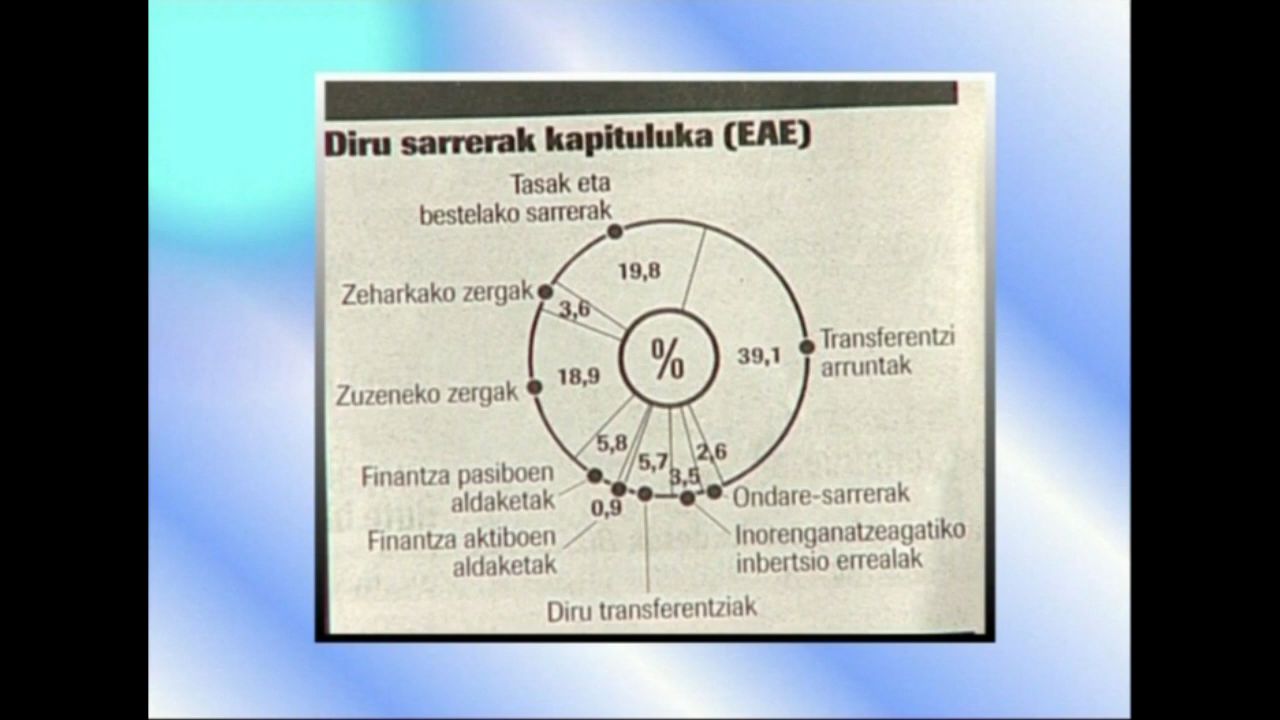 Diru sarrerak kapituluka (EAE)
Tasak eta
bestelako sarrerak
19,8
Zeharkako zergak
3,6
Transferentzi
arruntak
39,1
%
Zuzeneko zergak
18,9
5,8
5,7
3,5
2,6
Finantza pasiboen
aldaketak
0,9
Ondare-sarrerak
Finantza aktiboen
aldaketak
Inorenganatzeagatiko
inbertsio errealak
Diru transferentziak